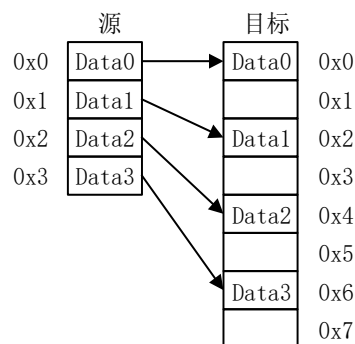 源 目标
0x0 Data0 Data0 0x0
0x1 Data1 0x1
0x2 Data2 Data1 0x2
0x3 Data3 0x3
Data2 0x4
0x5
Data3 0x6
0x7